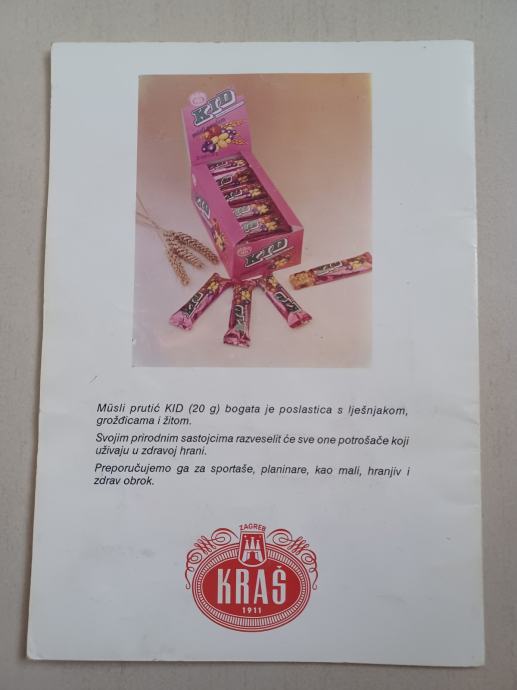 KID
KID
Müsli prutić KID (20 g) bogata je poslastica s lješnjakom,
grožđicama i žitom.
Svojim prirodnim sastojcima razveselit će sve one potrošače koji
uživaju u zdravoj hrani.
Preporučujemo ga za sportaše, planinare, kao mali, hranjiv i
zdrav obrok.
ZAGREB
KRAŠ
1911